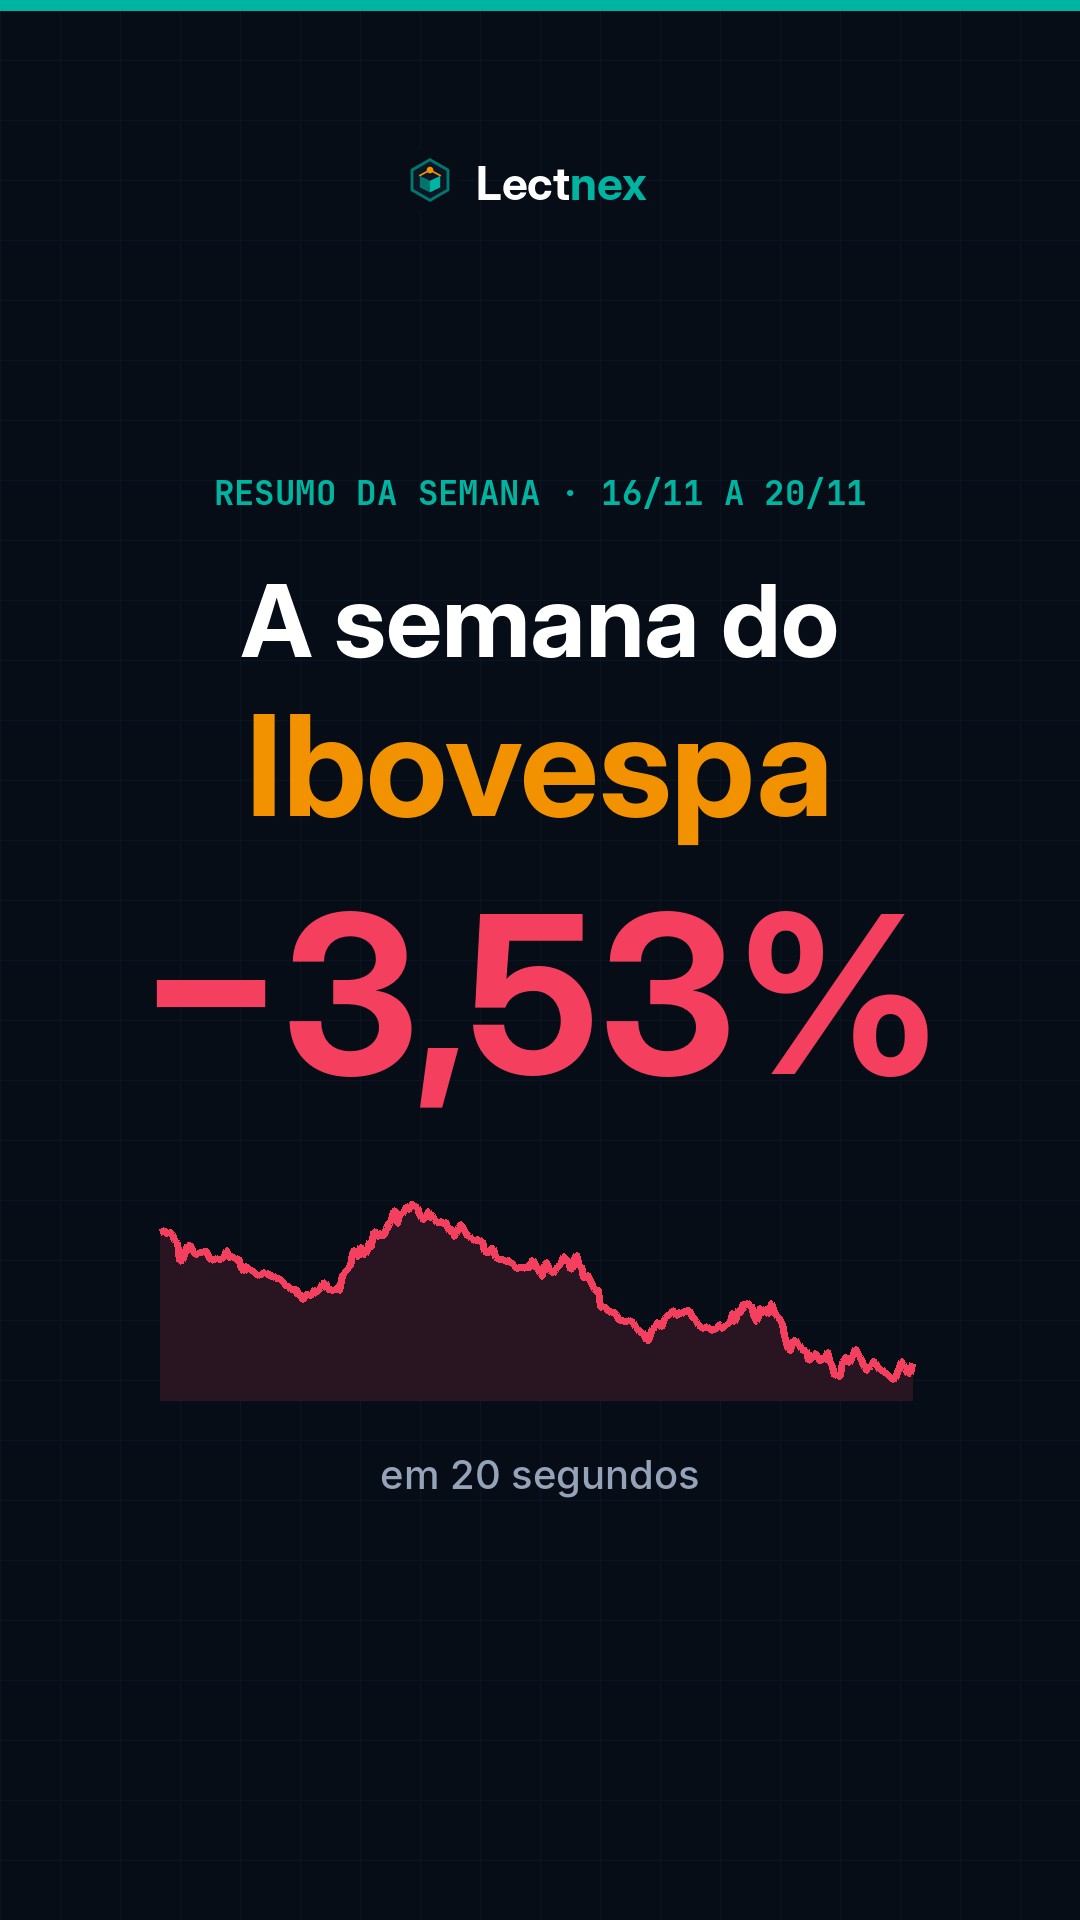 Lectnex
RESUMO DA SEMANA · 16/11 A 20/11
A semana do
Ibovespa
−3,53%
em 20 segundos